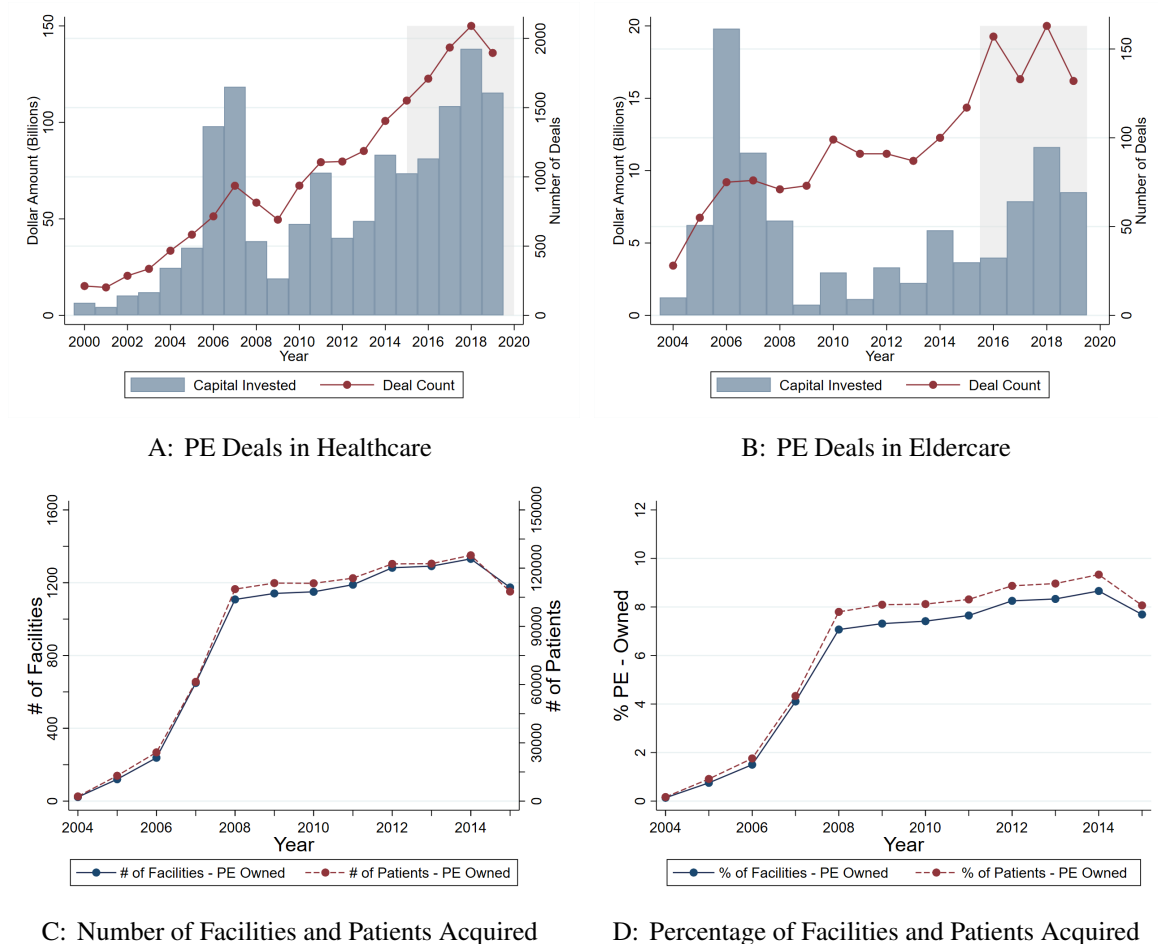 150
100
50
0
Dollar Amount (Billions)
2000
1500
1000
500
0
Number of Deals
2000 2002 2004 2006 2008 2010 2012 2014 2016 2018 2020
Year
Capital Invested Deal Count
A: PE Deals in Healthcare
20
15
10
5
0
Dollar Amount (Billions)
150
100
50
0
Number of Deals
2004 2006 2008 2010 2012 2014 2016 2018 2020
Year
Capital Invested Deal Count
B: PE Deals in Eldercare
1600
1200
800
400
0
# of Facilities
150000
120000
90000
60000
30000
0
# of Patients
2004 2006 2008 2010 2012 2014
Year
# of Facilities - PE Owned # of Patients - PE Owned
C: Number of Facilities and Patients Acquired
12
10
8
6
4
2
0
% PE - Owned
2004 2006 2008 2010 2012 2014
Year
% of Facilities - PE Owned % of Patients - PE Owned
D: Percentage of Facilities and Patients Acquired